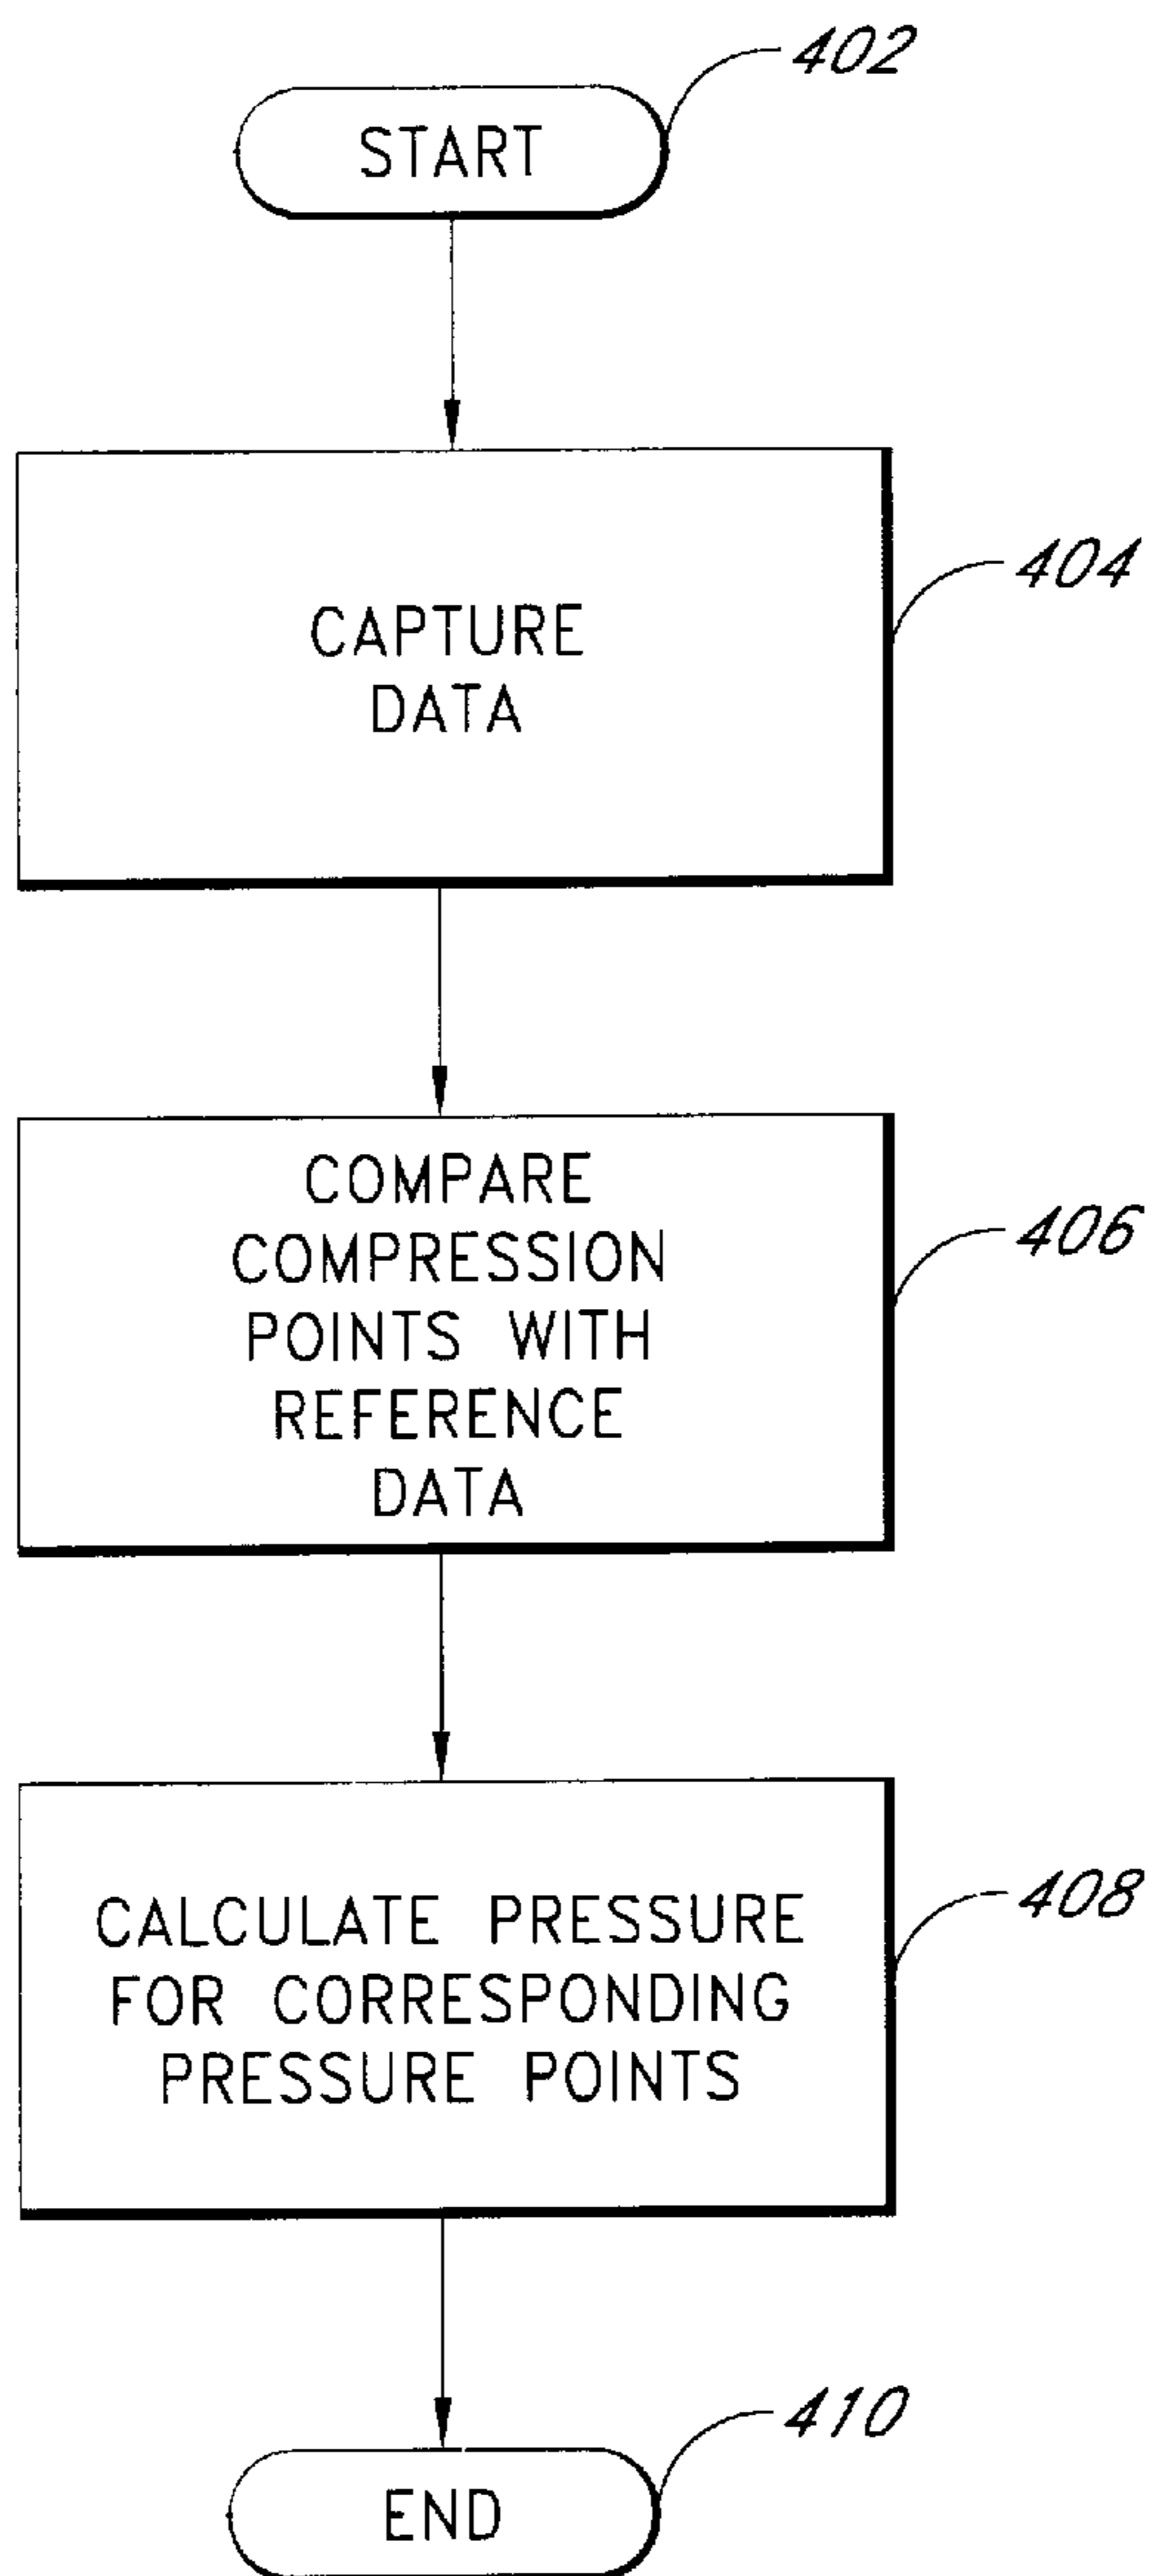 402
START
404
CAPTURE
DATA
COMPARE
COMPRESSION
POINTS WITH
REFERENCE
DATA
406
CALCULATE PRESSURE
FOR CORRESPONDING
PRESSURE POINTS
408
410
END